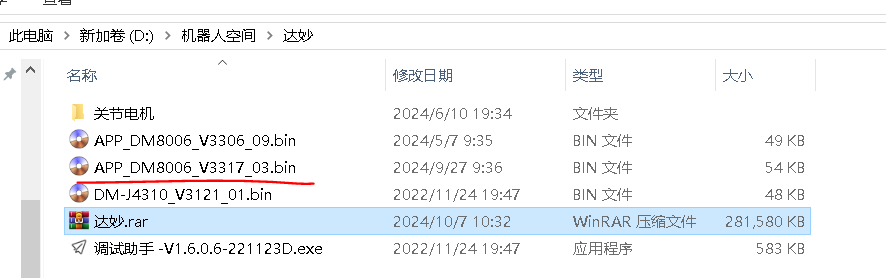 查看
此电脑 > 新加卷 (D:) > 机器人空间 > 达妙
名称 修改日期 类型 大小
关节电机 2024/6/10 19:34 文件夹
APP_DM8006_V3306_09.bin 2024/5/7 9:35 BIN 文件 49 KB
APP_DM8006_V3317_03.bin 2024/9/27 9:36 BIN 文件 54 KB
DM-J4310_V3121_01.bin 2022/11/24 19:47 BIN 文件 48 KB
达妙.rar 2024/10/7 10:32 WinRAR 压缩文件 281,580 KB
调试助手 -V1.6.0.6-221123D.exe 2022/11/24 19:47 应用程序 583 KB